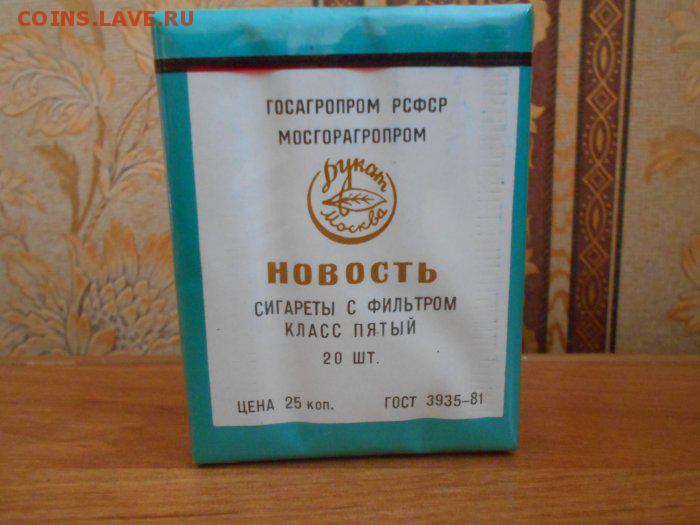 COINS.LAVE.RU
ГОСАГРОПРОМ РСФСР
МОСГОРАГРОПРОМ
Дукат
Москва
НОВОСТЬ
СИГАРЕТЫ С ФИЛЬТРОМ
КЛАСС ПЯТЫЙ
20 ШТ.
ЦЕНА 25 коп. ГОСТ 3935-81